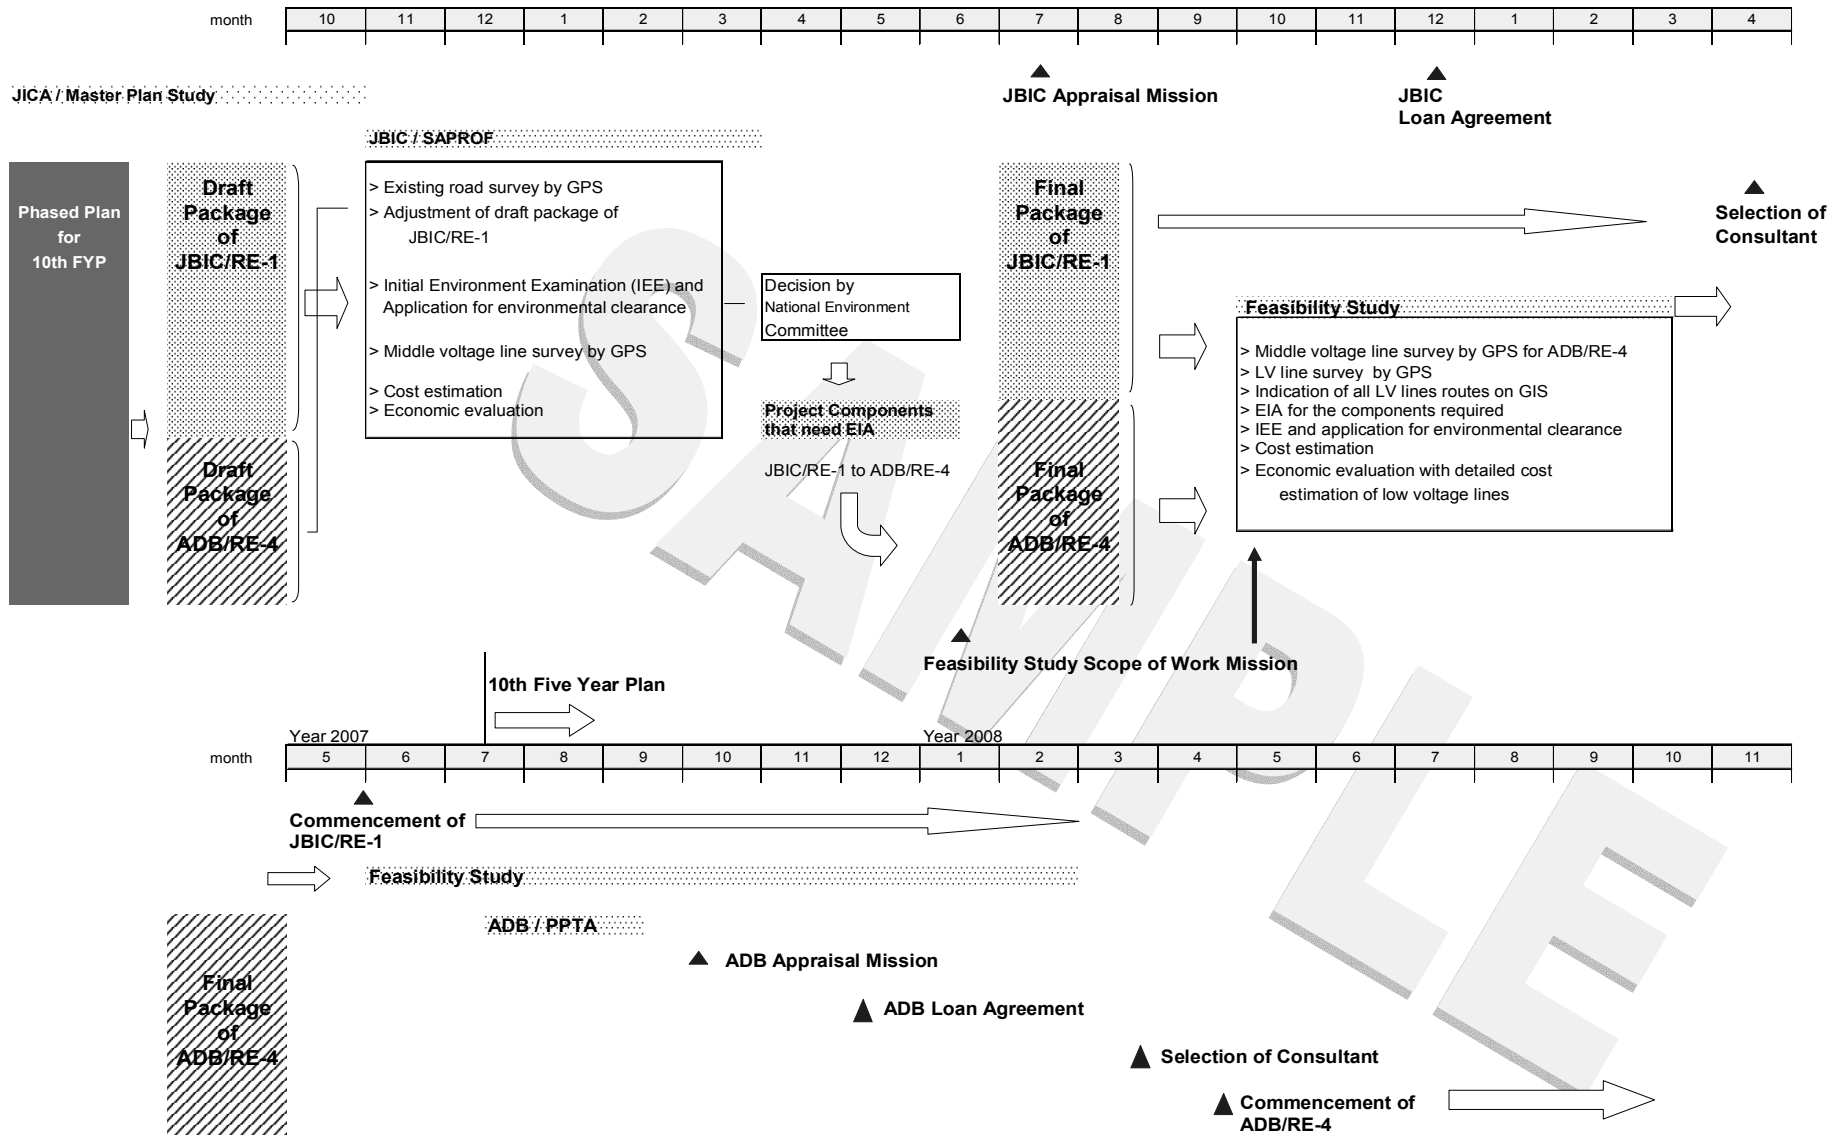 month 10 11 12 1 2 3 4 5 6 7 8 9 10 11 12 1 2 3 4
JICA / Master Plan Study
JBIC Appraisal Mission
JBIC
Loan Agreement
JBIC / SAPROF
Phased Plan
for
10th FYP
Draft
Package
of
JBIC/RE-1
Draft
Package
of
ADB/RE-4
> Existing road survey by GPS
> Adjustment of draft package of
JBIC/RE-1
> Initial Environment Examination (IEE) and
Application for environmental clearance
> Middle voltage line survey by GPS
> Cost estimation
> Economic evaluation
Decision by
National Environment
Committee
Project Components
that need EIA
JBIC/RE-1 to ADB/RE-4
Final
Package
of
JBIC/RE-1
Final
Package
of
ADB/RE-4
Selection of
Consultant
Feasibility Study
> Middle voltage line survey by GPS for ADB/RE-4
> LV line survey by GPS
> Indication of all LV lines routes on GIS
> EIA for the components required
> IEE and application for environmental clearance
> Cost estimation
> Economic evaluation with detailed cost
estimation of low voltage lines
Feasibility Study Scope of Work Mission
SAMPLE
10th Five Year Plan
Year 2007
Year 2008
month 5 6 7 8 9 10 11 12 1 2 3 4 5 6 7 8 9 10 11
Commencement of
JBIC/RE-1
Feasibility Study
ADB / PPTA
ADB Appraisal Mission
Final
Package
of
ADB/RE-4
ADB Loan Agreement
Selection of Consultant
Commencement of
ADB/RE-4